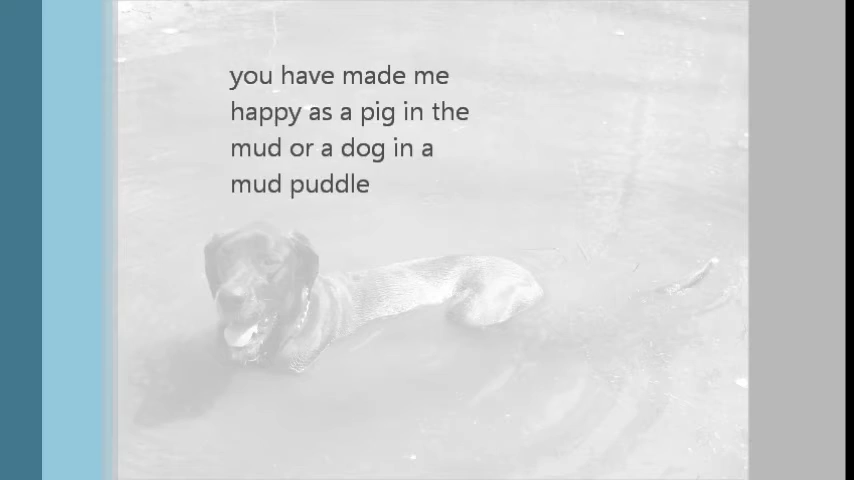 you have made me
happy as a pig in the
mud or a dog in a
mud puddle